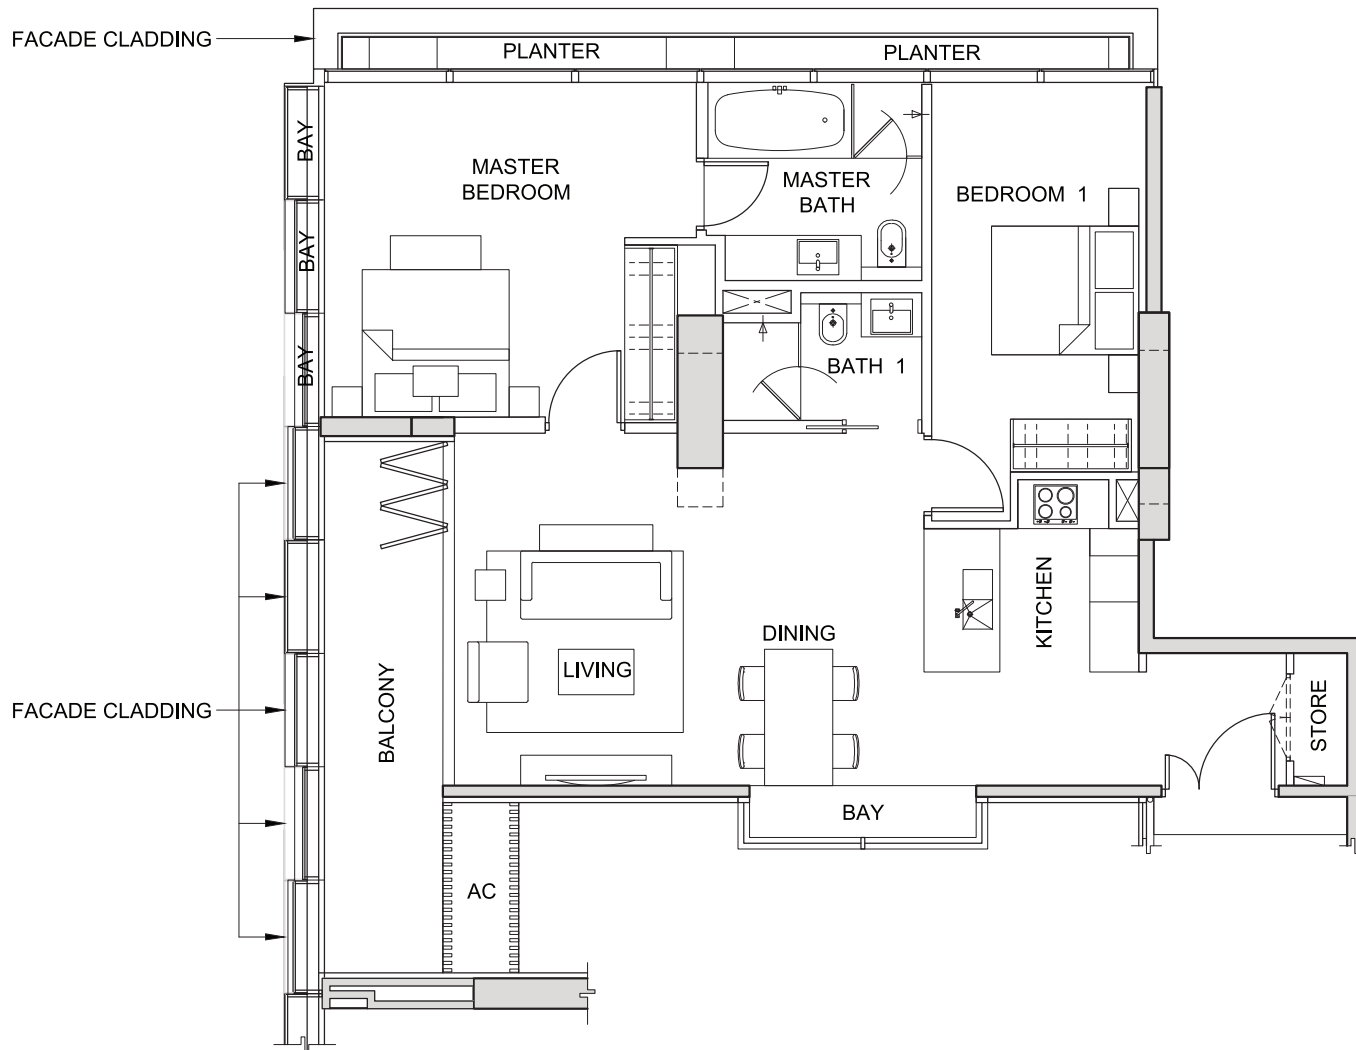 FACADE CLADDING
PLANTER
PLANTER
BAY
MASTER
BEDROOM
MASTER
BATH
BEDROOM 1
BAY
BAY
BATH 1
KITCHEN
DINING
LIVING
BALCONY
FACADE CLADDING
STORE
BAY
AC